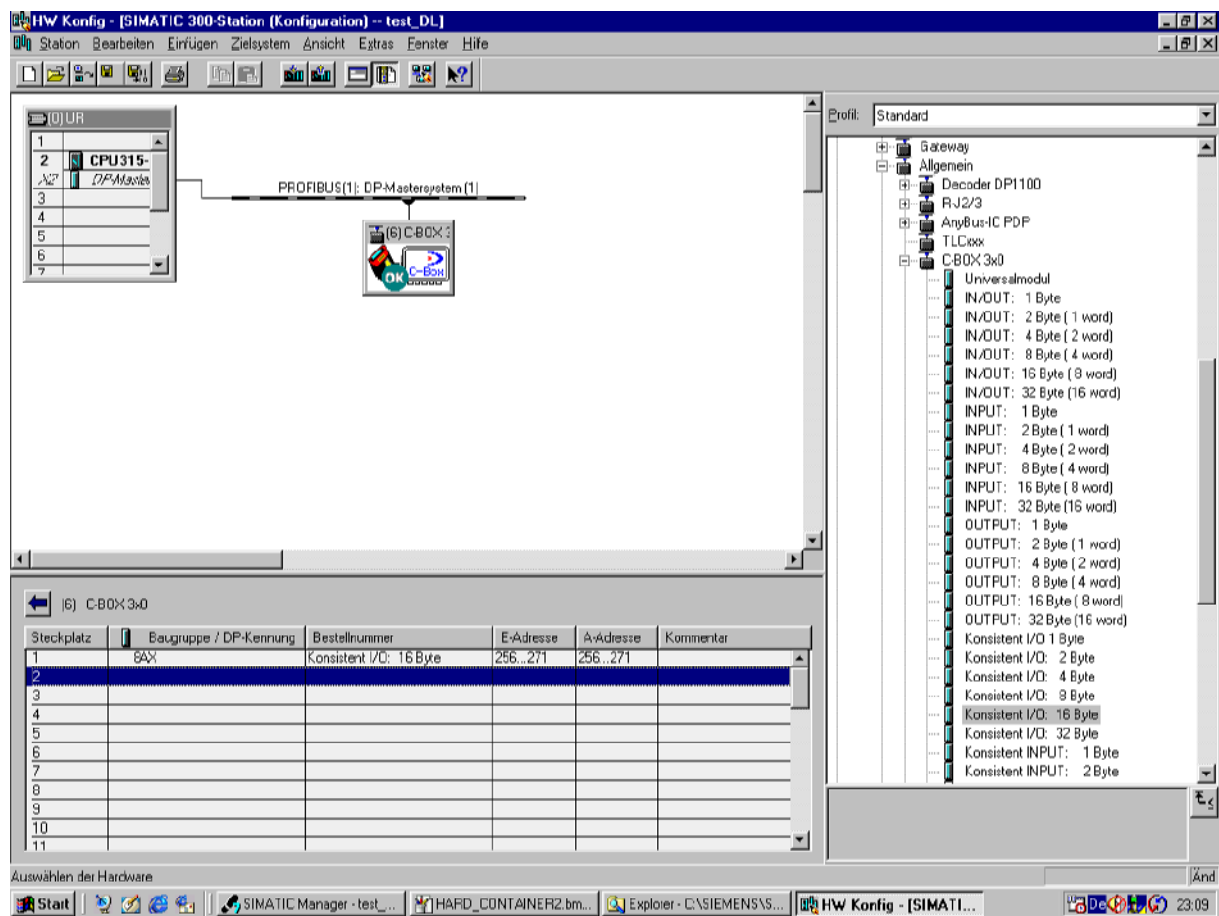 HW Konfig - [SIMATIC 300-Station (Konfiguration) -- test_DL]
Station Bearbeiten Einfügen Zielsystem Ansicht Extras Fenster Hilfe
(0) UR
1
2 CPU315-
X2 DP-Master
3
4
5
6
7
PROFIBUS(1): DP-Mastersystem (1)
(6) C-BOX 3
OK C-Box
Profil: Standard
Gateway
Allgemein
Decoder DP1100
RJ2/3
AnyBus-IC PDP
TLCxxx
C-BOX 3x0
Universalmodul
IN/OUT: 1 Byte
IN/OUT: 2 Byte ( 1 word)
IN/OUT: 4 Byte ( 2 word)
IN/OUT: 8 Byte ( 4 word)
IN/OUT: 16 Byte ( 8 word)
IN/OUT: 32 Byte (16 word)
INPUT: 1 Byte
INPUT: 2 Byte ( 1 word)
INPUT: 4 Byte ( 2 word)
INPUT: 8 Byte ( 4 word)
INPUT: 16 Byte ( 8 word)
INPUT: 32 Byte (16 word)
OUTPUT: 1 Byte
OUTPUT: 2 Byte ( 1 word)
OUTPUT: 4 Byte ( 2 word)
OUTPUT: 8 Byte ( 4 word)
OUTPUT: 16 Byte ( 8 word)
OUTPUT: 32 Byte (16 word)
Konsistent I/O 1 Byte
Konsistent I/O: 2 Byte
Konsistent I/O: 4 Byte
Konsistent I/O: 8 Byte
Konsistent I/O: 16 Byte
Konsistent I/O: 32 Byte
Konsistent INPUT: 1 Byte
Konsistent INPUT: 2 Byte
(6) C-BOX 3x0
Steckplatz Baugruppe / DP-Kennung Bestellnummer E-Adresse A-Adresse Kommentar
1 8AX Konsistent I/O: 16 Byte 256...271 256...271
2
3
4
5
6
7
8
9
10
11
Auswählen der Hardware Änd
Start SIMATIC Manager - test_... HARD_CONTAINER2.bm... Explorer - C:\SIEMENS\S... HW Konfig - [SIMATI... De 23:09